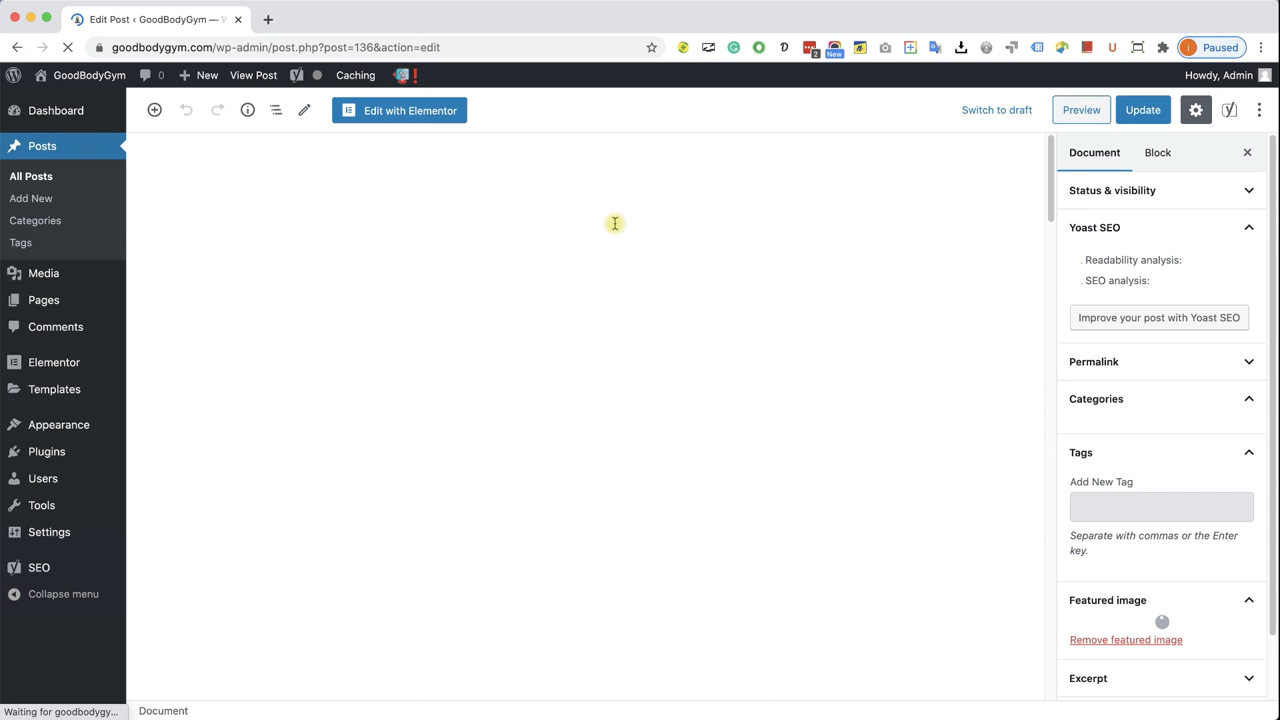 Edit Post ‹ GoodBodyGym — W
goodbodygym.com/wp-admin/post.php?post=136&action=edit
2
New
Paused
GoodBodyGym
0
New
View Post
Caching
Howdy, Admin
Dashboard
Edit with Elementor
Switch to draft
Preview
Update
Posts
All Posts
Add New
Categories
Tags
Media
Pages
Comments
Elementor
Templates
Appearance
Plugins
Users
Tools
Settings
SEO
Collapse menu
Document
Block
Status & visibility
Yoast SEO
Readability analysis:
SEO analysis:
Improve your post with Yoast SEO
Permalink
Categories
Tags
Add New Tag
Separate with commas or the Enter
key.
Featured image
Remove featured image
Excerpt
Waiting for goodbodygy...
Document